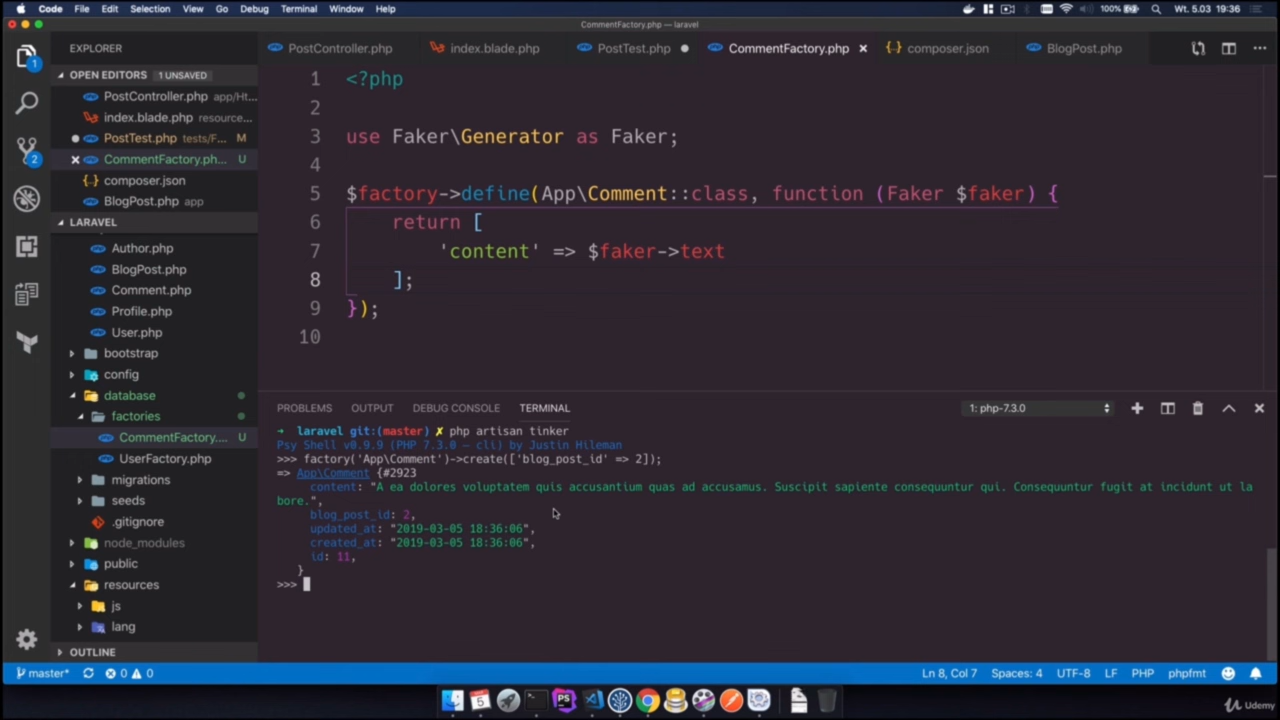 Code File Edit Selection View Go Debug Terminal Window Help 100% Wt. 5.03 19:36
CommentFactory.php — laravel
EXPLORER
OPEN EDITORS 1 UNSAVED
PostController.php app/Ht...
index.blade.php resource...
PostTest.php tests/F... M
CommentFactory.ph... U
composer.json
BlogPost.php app
LARAVEL
Author.php
BlogPost.php
Comment.php
Profile.php
User.php
bootstrap
config
database
factories
CommentFactory.... U
UserFactory.php
migrations
seeds
.gitignore
node_modules
public
resources
js
lang
OUTLINE
PostController.php index.blade.php PostTest.php CommentFactory.php composer.json BlogPost.php
1 <?php
2
3 use Faker\Generator as Faker;
4
5 $factory->define(App\Comment::class, function (Faker $faker) {
6 return [
7 'content' => $faker->text
8 ];
9 });
10
PROBLEMS OUTPUT DEBUG CONSOLE TERMINAL 1: php-7.3.0
→ laravel git:(master) ✗ php artisan tinker
Psy Shell v0.9.9 (PHP 7.3.0 — cli) by Justin Hileman
>>> factory('App\Comment')->create(['blog_post_id' => 2]);
=> App\Comment {#2923
content: "A ea dolores voluptatem quis accusantium quas ad accusamus. Suscipit sapiente consequuntur qui. Consequuntur fugit at incidunt ut la
bore.",
blog_post_id: 2,
updated_at: "2019-03-05 18:36:06",
created_at: "2019-03-05 18:36:06",
id: 11,
}
>>>
master* 0 0 Ln 8, Col 7 Spaces: 4 UTF-8 LF PHP phpfmt
1
2
5
PS
Udemy